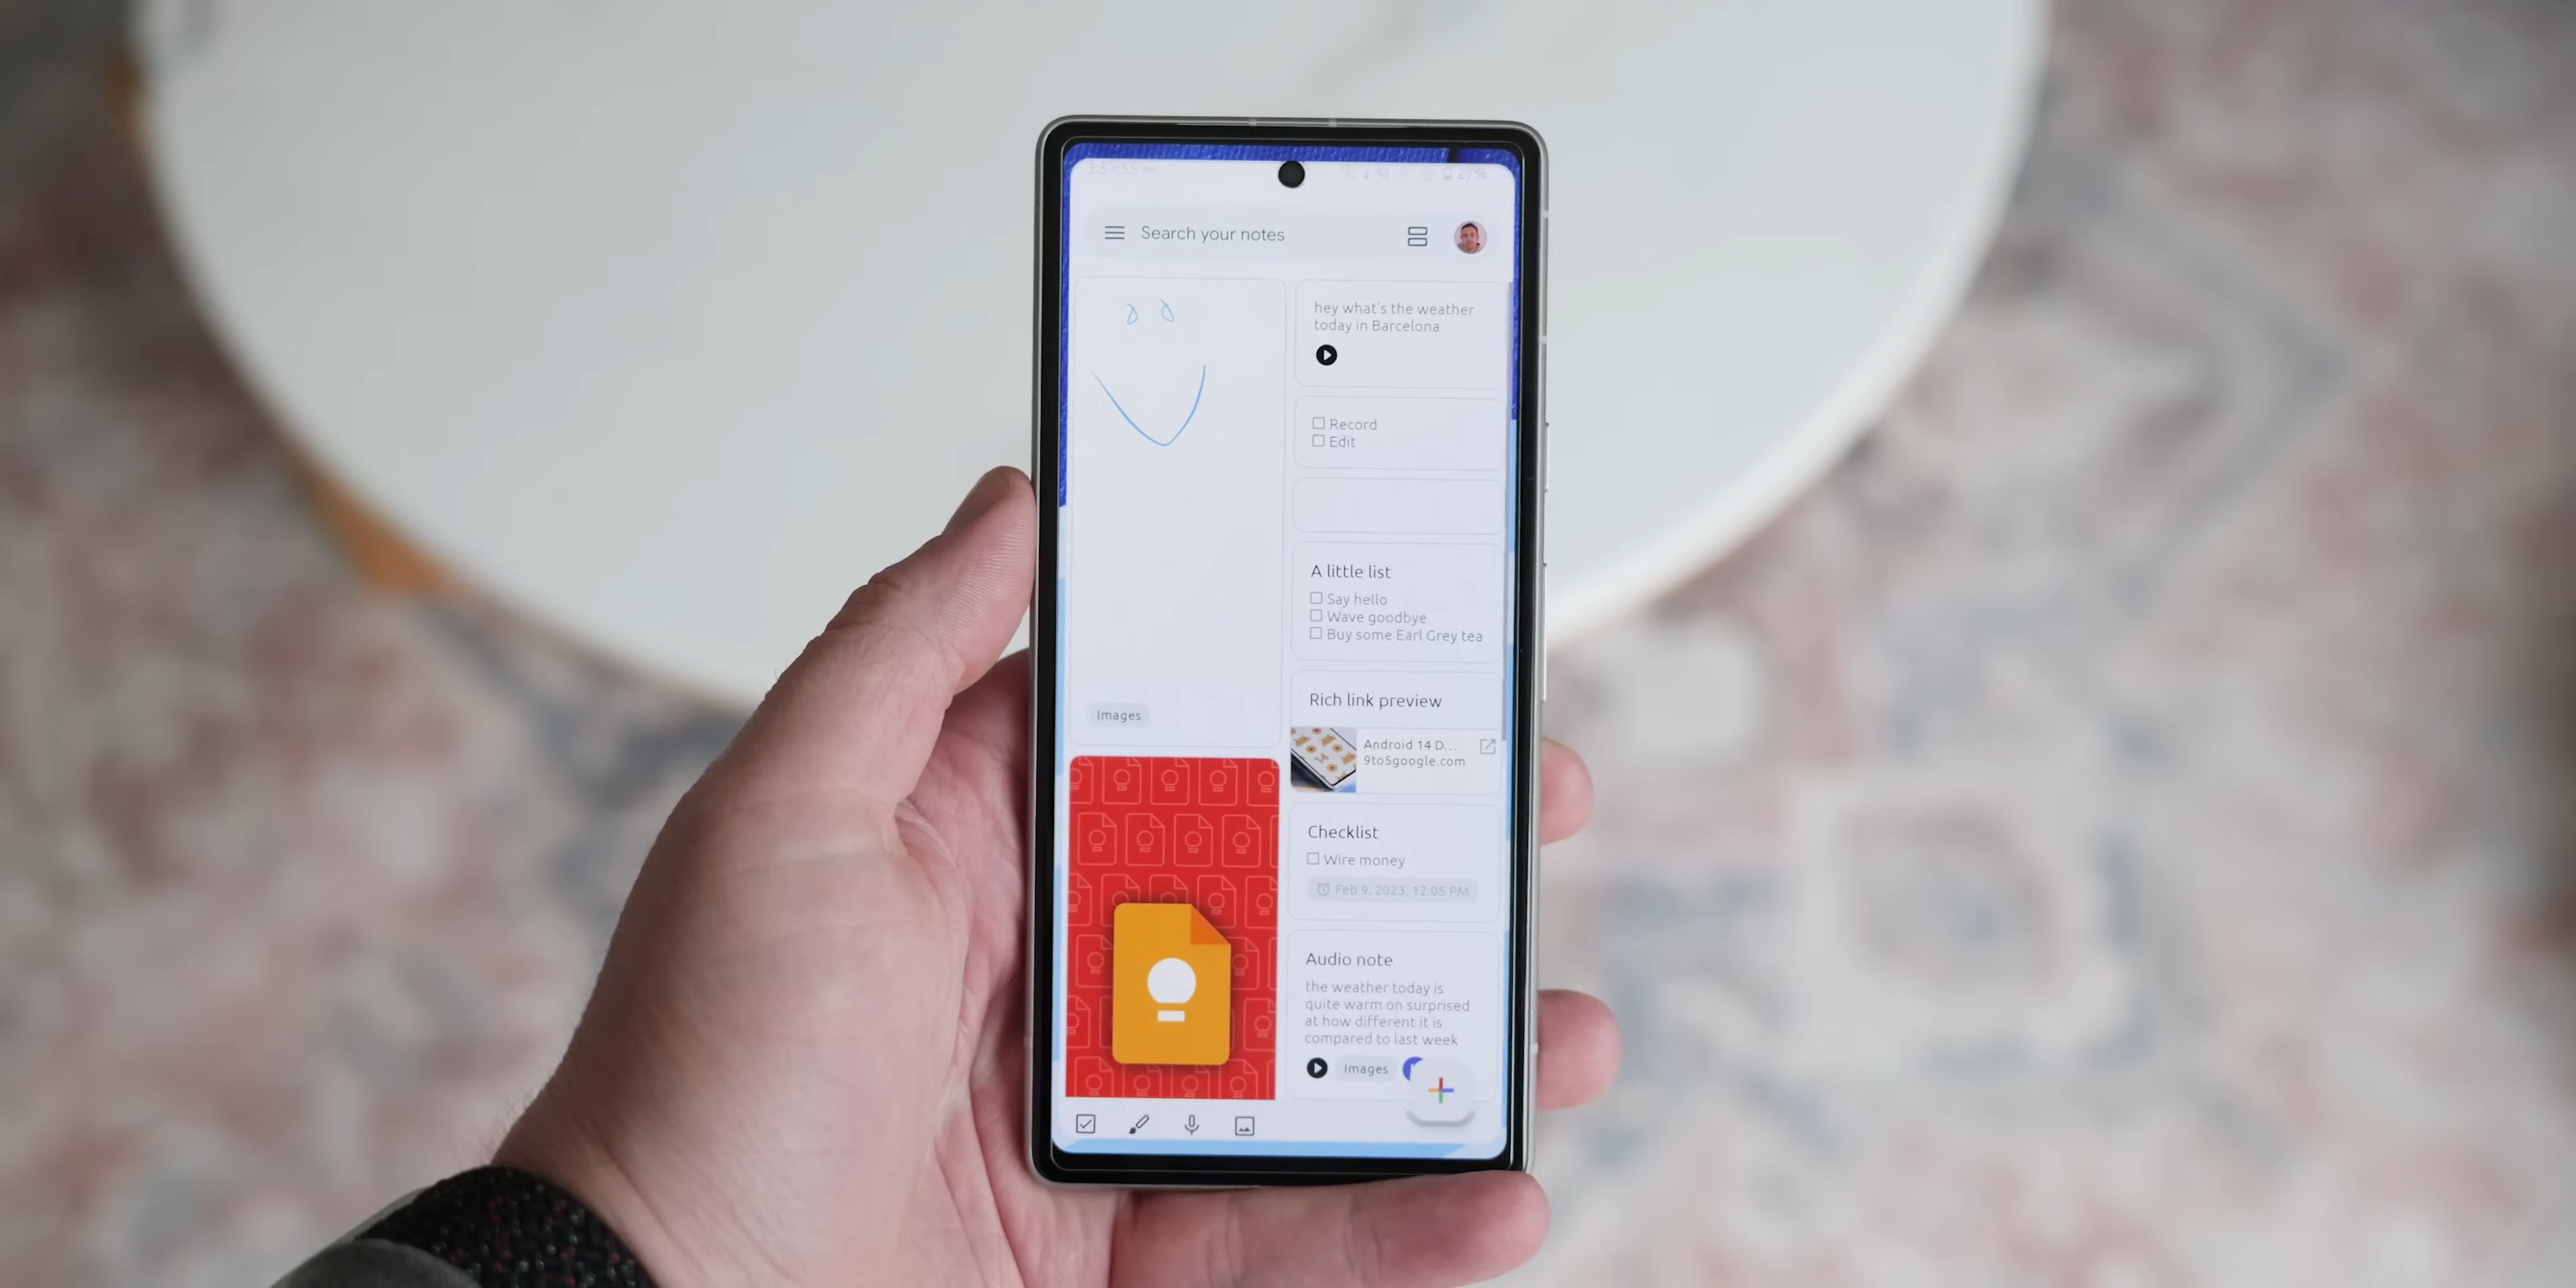 27%
Search your notes
hey what's the weather
today in Barcelona
Record
Edit
A little list
Say hello
Wave goodbye
Buy some Earl Grey tea
Images
Rich link preview
Android 14 D...
9to5google.com
Checklist
Wire money
Feb 9, 2023, 12:05 PM
Audio note
the weather today is
quite warm on surprised
at how different it is
compared to last week
Images